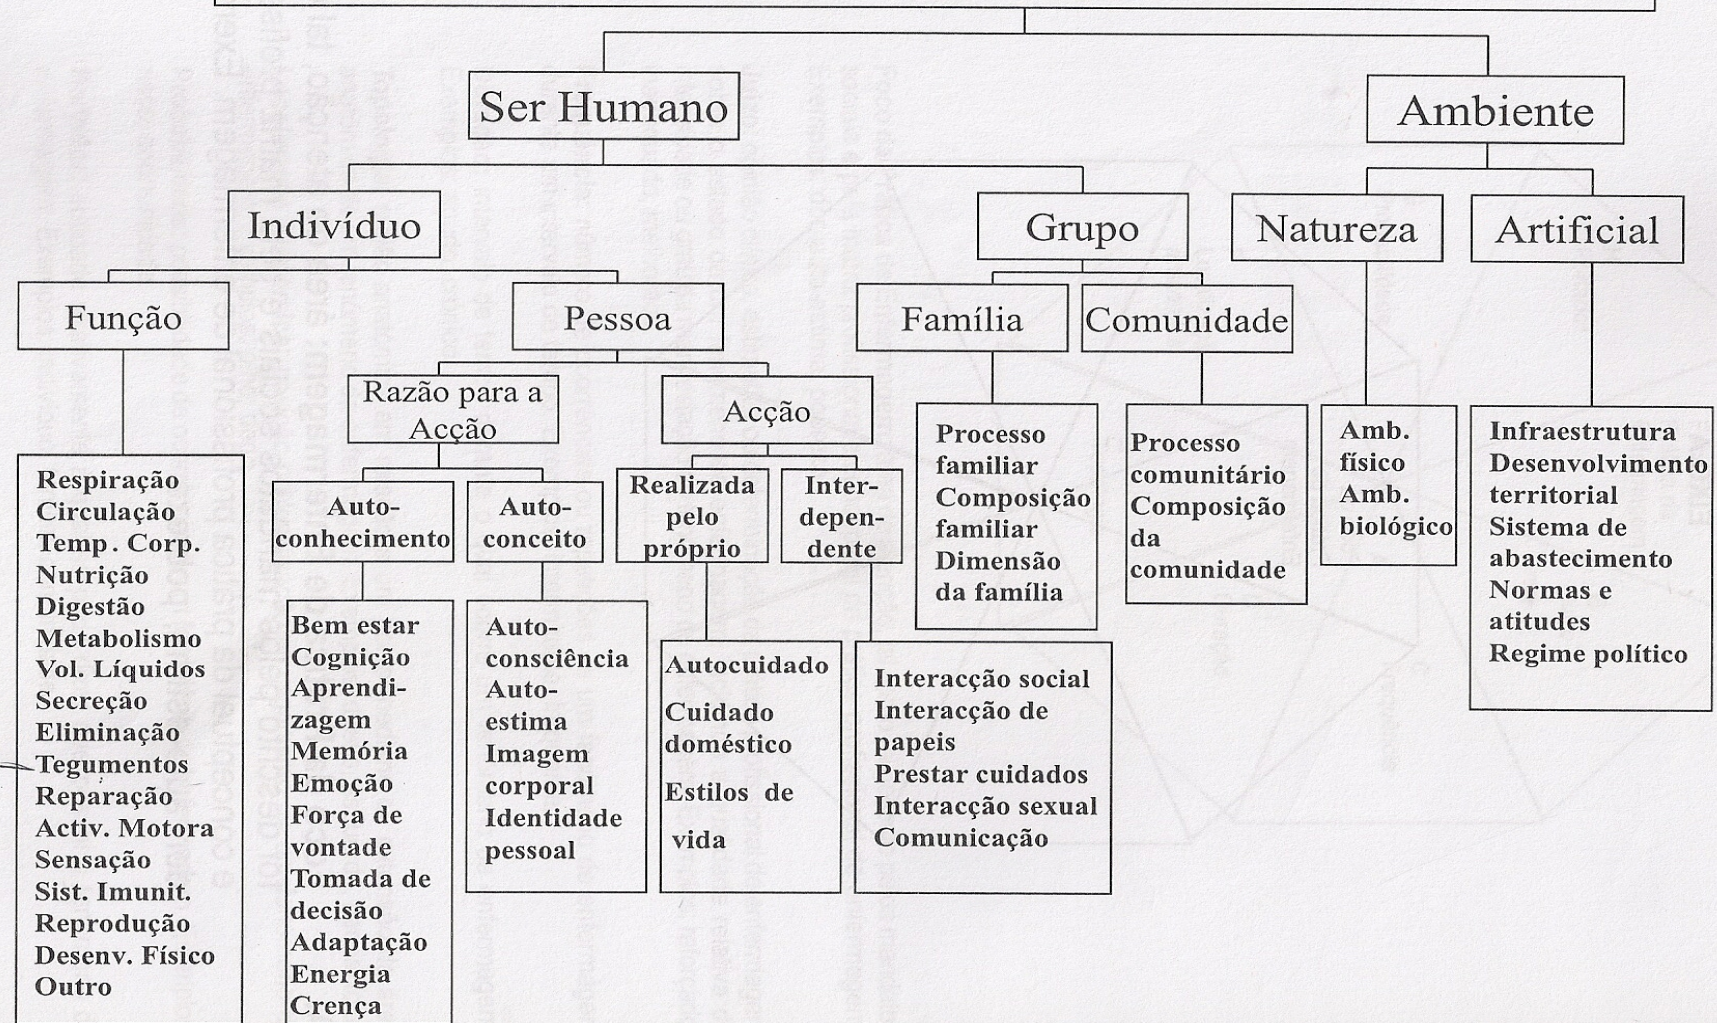 Ser Humano
Ambiente
Indivíduo
Grupo
Natureza
Artificial
Função
Pessoa
Família
Comunidade
Razão para a
Acção
Acção
Auto-
conhecimento
Auto-
conceito
Realizada
pelo
próprio
Inter-
depen-
dente
Processo
familiar
Composição
familiar
Dimensão
da família
Processo
comunitário
Composição
da
comunidade
Amb.
físico
Amb.
biológico
Infraestrutura
Desenvolvimento
territorial
Sistema de
abastecimento
Normas e
atitudes
Regime político
Respiração
Circulação
Temp. Corp.
Nutrição
Digestão
Metabolismo
Vol. Líquidos
Secreção
Eliminação
Tegumentos
Reparação
Activ. Motora
Sensação
Sist. Imunit.
Reprodução
Desenv. Físico
Outro
Bem estar
Cognição
Aprendi-
zagem
Memória
Emoção
Força de
vontade
Tomada de
decisão
Adaptação
Energia
Crença
Auto-
consciência
Auto-
estima
Imagem
corporal
Identidade
pessoal
Autocuidado
Cuidado
doméstico
Estilos de
vida
Interacção social
Interacção de
papeis
Prestar cuidados
Interacção sexual
Comunicação